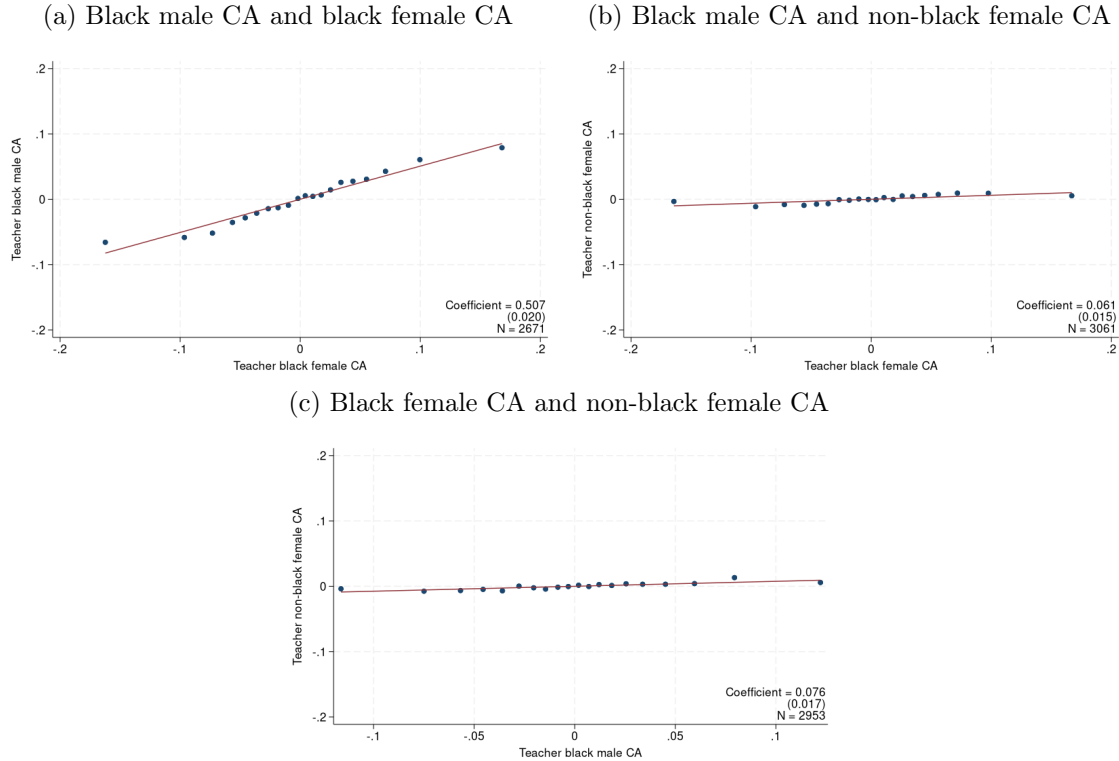 (a) Black male CA and black female CA
.2
.1
0
-.1
-.2
Teacher black male CA
-.2
-.1
0
.1
.2
Teacher black female CA
Coefficient = 0.507
(0.020)
N = 2671
(b) Black male CA and non-black female CA
.2
.1
0
-.1
-.2
Teacher non-black female CA
-.2
-.1
0
.1
.2
Teacher black female CA
Coefficient = 0.061
(0.015)
N = 3061
(c) Black female CA and non-black female CA
.2
.1
0
-.1
-.2
Teacher non-black female CA
-.1
-.05
0
.05
.1
Teacher black male CA
Coefficient = 0.076
(0.017)
N = 2953